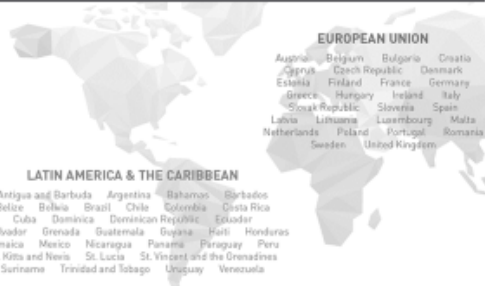 EUROPEAN UNION
Austria Belgium Bulgaria Croatia
Cyprus Czech Republic Denmark
Estonia Finland France Germany
Greece Hungary Ireland Italy
Slovak Republic Slovenia Spain
Latvia Lithuania Luxembourg Malta
Netherlands Poland Portugal Romania
Sweden United Kingdom
LATIN AMERICA & THE CARIBBEAN
Antigua and Barbuda Argentina Bahamas Barbados
Belize Bolivia Brazil Chile Colombia Costa Rica
Cuba Dominica Dominican Republic Ecuador
lvador Grenada Guatemala Guyana Haiti Honduras
maica Mexico Nicaragua Panama Paraguay Peru
Kitts and Nevis St. Lucia St. Vincent and the Grenadines
Suriname Trinidad and Tobago Uruguay Venezuela